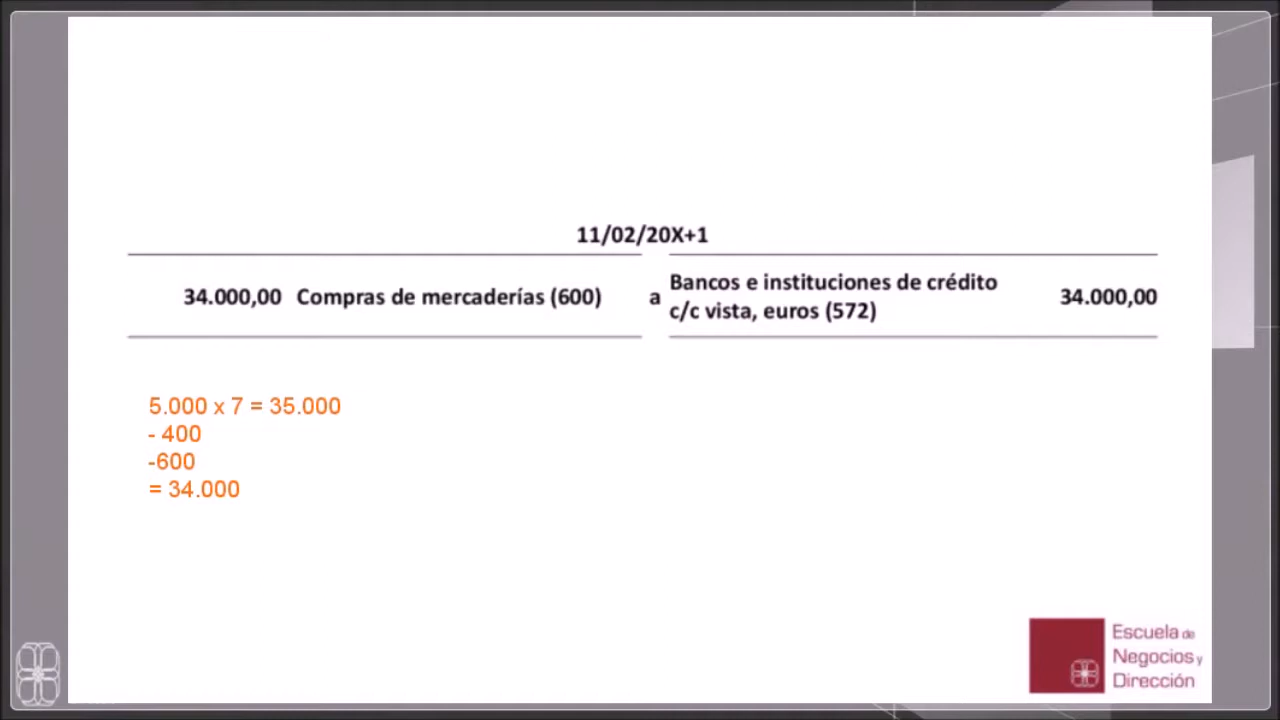 11/02/20X+1
34.000,00 Compras de mercaderías (600) a Bancos e instituciones de crédito
c/c vista, euros (572) 34.000,00
5.000 x 7 = 35.000
- 400
-600
= 34.000
Escuela de
Negocios y
Dirección